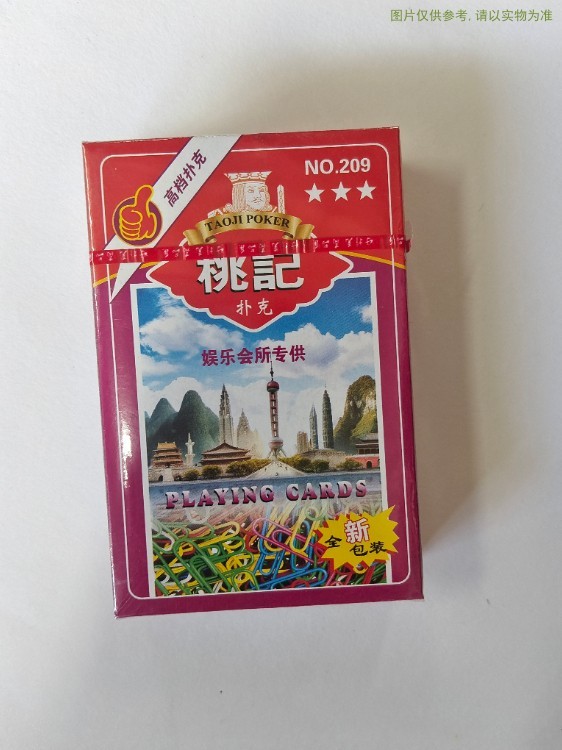 图片仅供参考, 请以实物为准
高档扑克
NO.209
TAOJI POKER
桃記
扑克
娱乐会所专供
PLAYING CARDS
全新包装